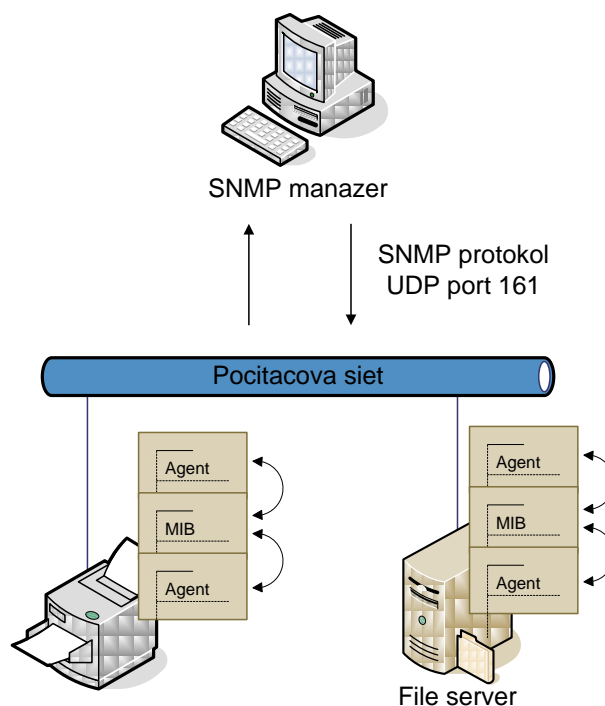 SNMP manazer
SNMP protokol
UDP port 161
Pocitacova siet
Agent
MIB
Agent
Agent
MIB
Agent
File server